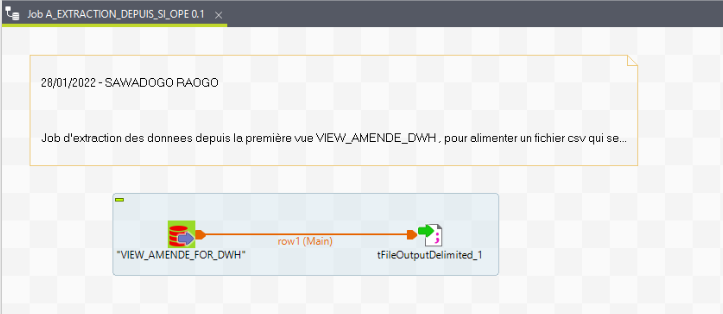 Job A_EXTRACTION_DEPUIS_SI_OPE 0.1
28/01/2022 - SAWADOGO RAOGO
Job d'extraction des donnees depuis la première vue VIEW_AMENDE_DWH , pour alimenter un fichier csv qui se...
row1 (Main)
"VIEW_AMENDE_FOR_DWH" tFileOutputDelimited_1